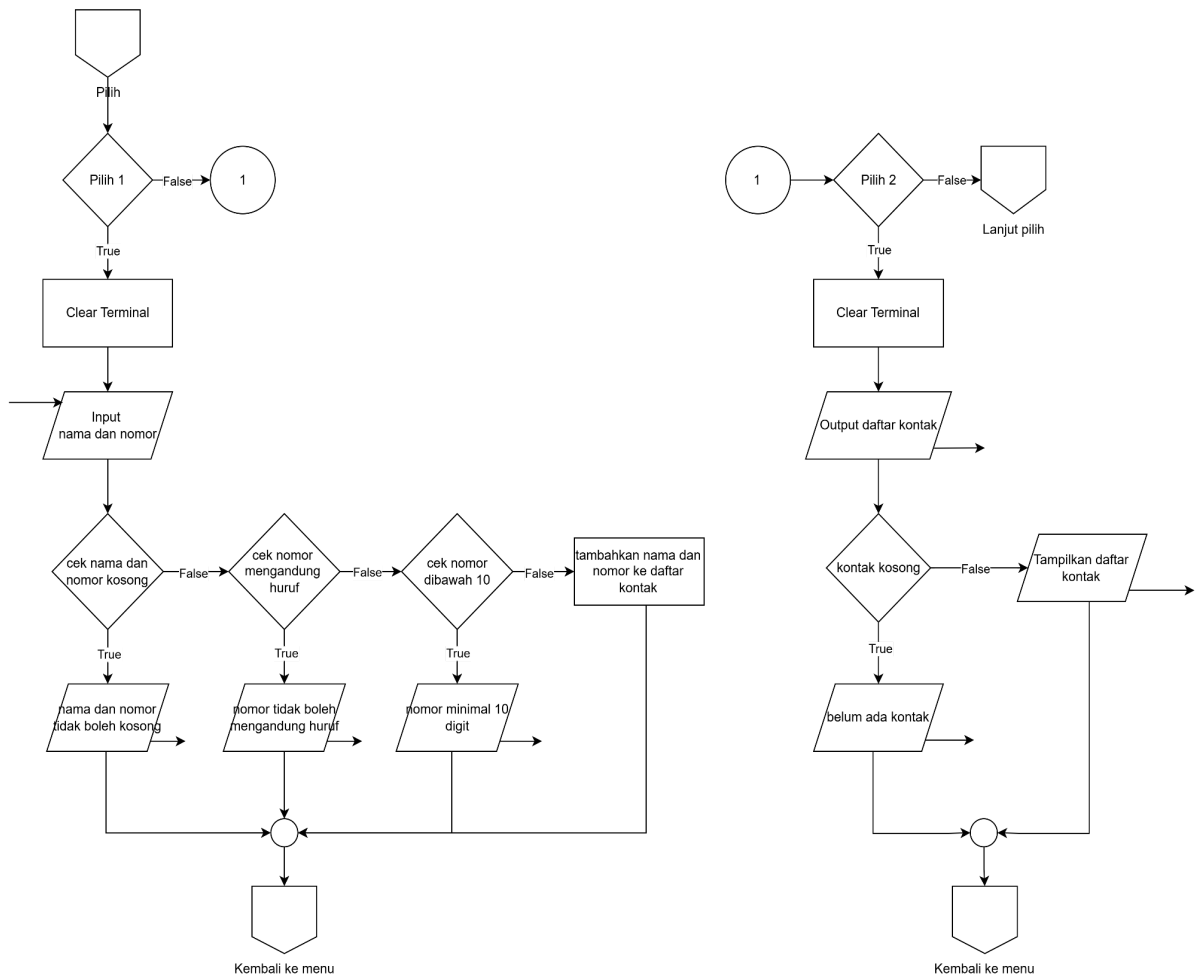 Pilih
Pilih 1
False
1
True
Clear Terminal
Input
nama dan nomor
cek nama dan
nomor kosong
False
cek nomor
mengandung
huruf
False
cek nomor
dibawah 10
False
tambahkan nama dan
nomor ke daftar
kontak
True
True
True
nama dan nomor
tidak boleh kosong
nomor tidak boleh
mengandung huruf
nomor minimal 10
digit
Kembali ke menu
1
Pilih 2
False
Lanjut pilih
True
Clear Terminal
Output daftar kontak
kontak kosong
False
Tampilkan daftar
kontak
True
belum ada kontak
Kembali ke menu